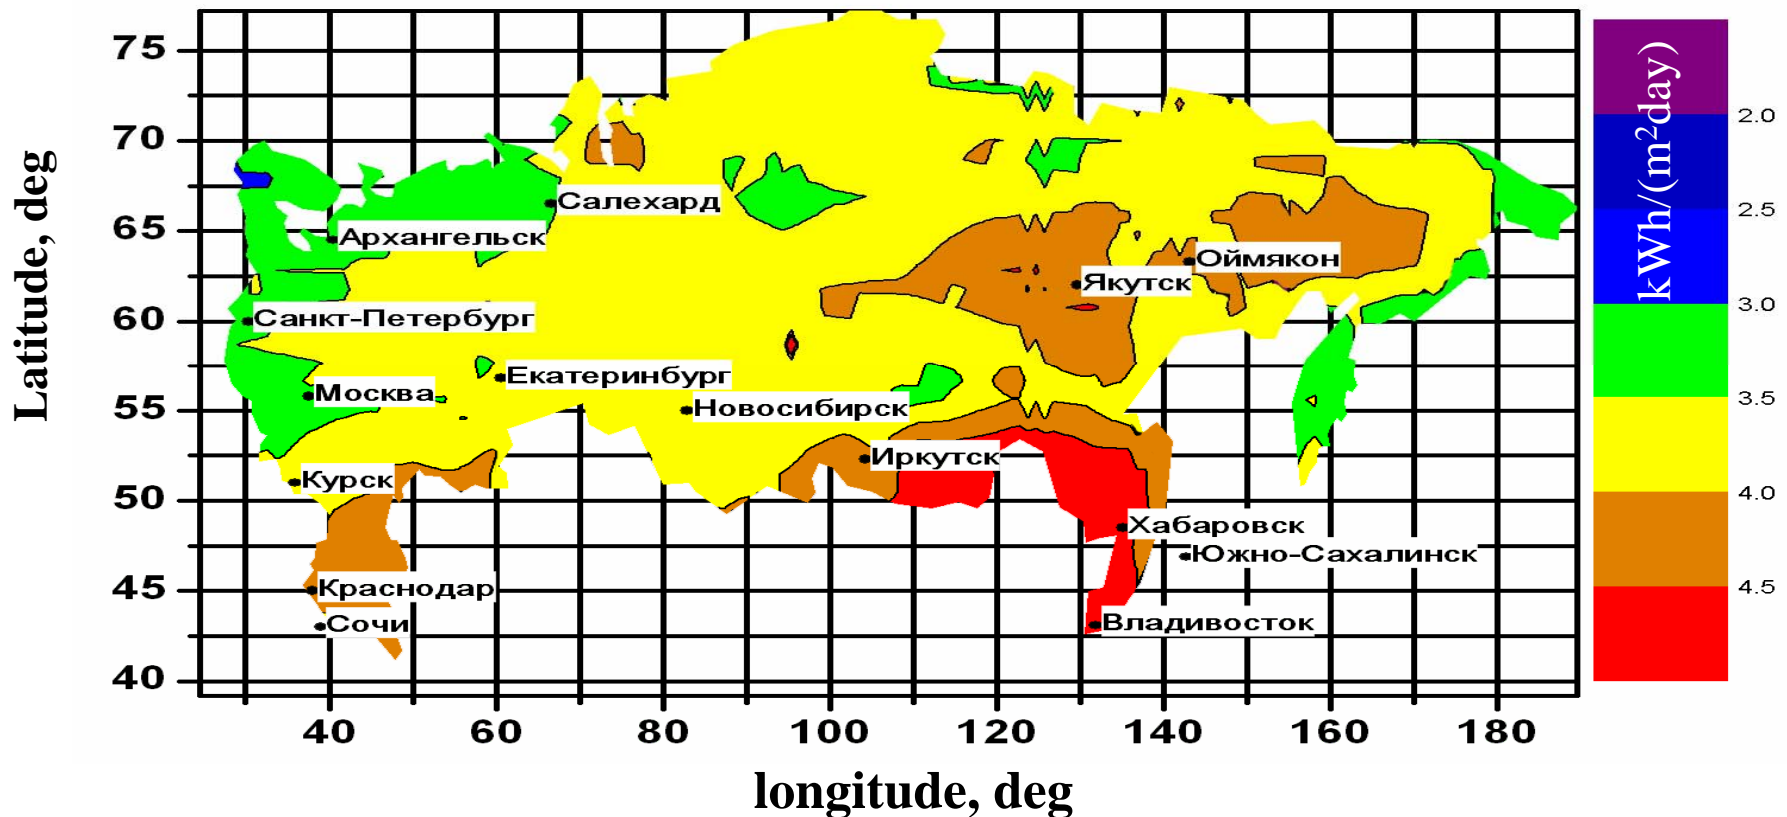 75
70
65
60
55
50
45
40
Latitude, deg
Салехард
Архангельск
Оймякон
Якутск
Санкт-Петербург
Екатеринбург
Москва
Новосибирск
Иркутск
Курск
Хабаровск
Южно-Сахалинск
Краснодар
Сочи
Владивосток
40 60 80 100 120 140 160 180
longitude, deg
kWh/(m²day)
2.0
2.5
3.0
3.5
4.0
4.5